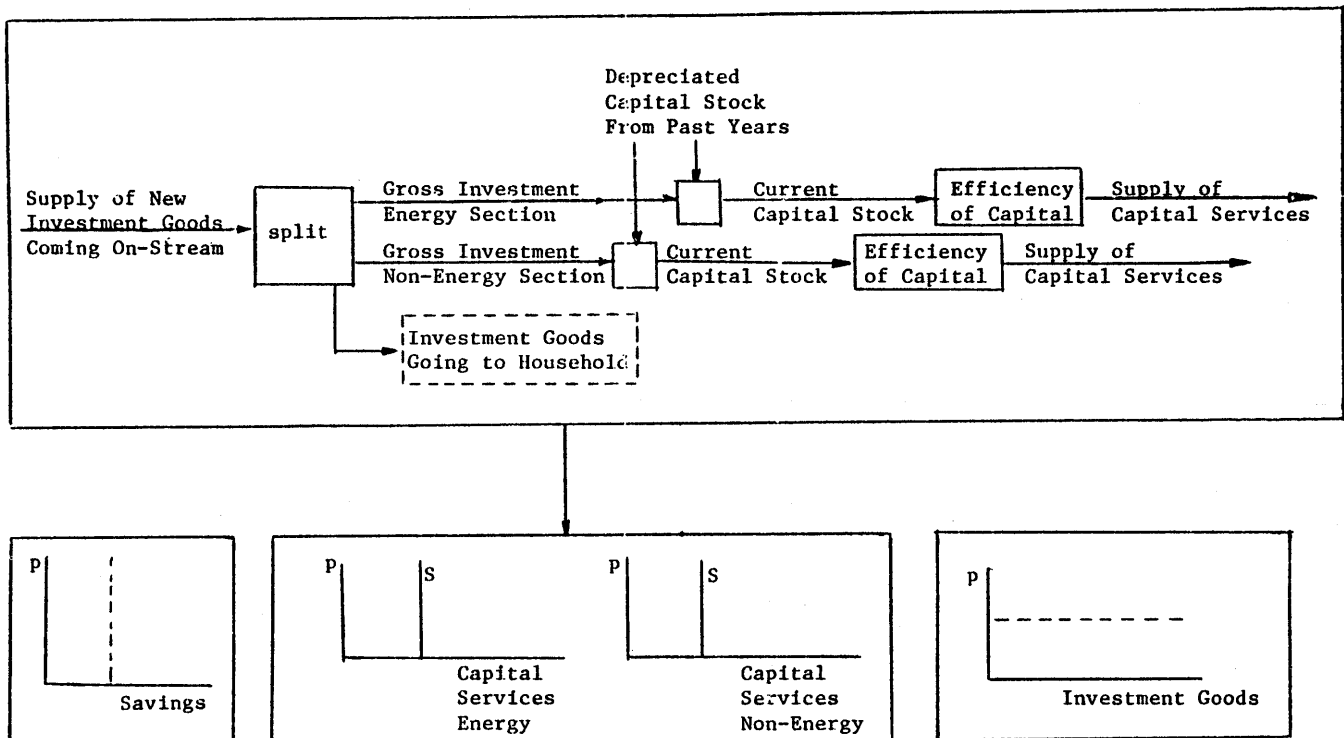 Depreciated
Capital Stock
From Past Years
Supply of New
Investment Goods
Coming On-Stream
split
Gross Investment
Energy Section
Current
Capital Stock
Efficiency
of Capital
Supply of
Capital Services
Gross Investment
Non-Energy Section
Current
Capital Stock
Efficiency
of Capital
Supply of
Capital Services
Investment Goods
Going to Household
P
Savings
P
S
Capital
Services
Energy
P
S
Capital
Services
Non-Energy
P
Investment Goods